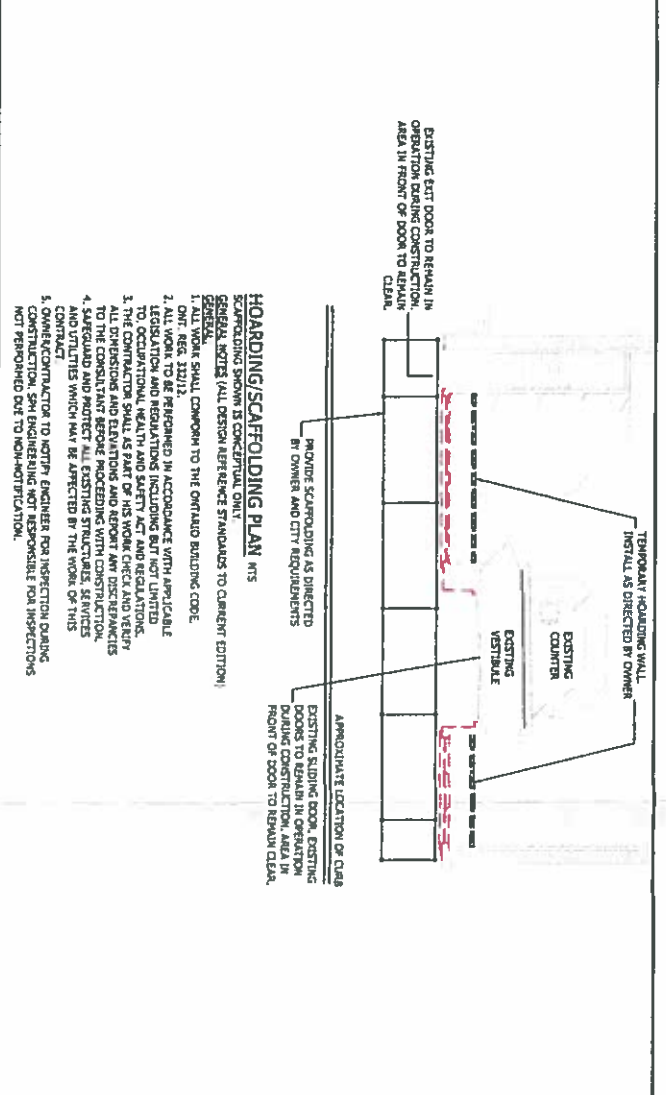 TEMPORARY HOARDING WALL
INSTALL AS DIRECTED BY OWNER
EXISTING
COUNTER
EXISTING
VESTIBULE
EXISTING EXIT DOOR TO REMAIN IN
OPERATION DURING CONSTRUCTION.
AREA IN FRONT OF DOOR TO REMAIN
CLEAR.
PROVIDE SCAFFOLDING AS DIRECTED
BY OWNER AND CITY REQUIREMENTS
APPROXIMATE LOCATION OF CURB
EXISTING SLIDING DOOR. EXISTING
DOORS TO REMAIN IN OPERATION
DURING CONSTRUCTION. AREA IN
FRONT OF DOOR TO REMAIN CLEAR.
HOARDING/SCAFFOLDING PLAN NTS
SCAFFOLDING SHOWN IS CONCEPTUAL ONLY.
GENERAL NOTES (ALL DESIGN REFERENCE STANDARDS TO CURRENT EDITION)
GENERAL
1. ALL WORK SHALL CONFORM TO THE ONTARIO BUILDING CODE,
ONT. REG. 332/12.
2. ALL WORK TO BE PERFORMED IN ACCORDANCE WITH APPLICABLE
LEGISLATION AND REGULATIONS INCLUDING BUT NOT LIMITED
TO, OCCUPATIONAL HEALTH AND SAFETY ACT AND REGULATIONS.
3. THE CONTRACTOR SHALL AS PART OF HIS WORK CHECK AND VERIFY
ALL DIMENSIONS AND ELEVATIONS AND REPORT ANY DISCREPANCIES
TO THE CONSULTANT BEFORE PROCEEDING WITH CONSTRUCTION.
4. SAFEGUARD AND PROTECT ALL EXISTING STRUCTURES, SERVICES
AND UTILITIES WHICH MAY BE AFFECTED BY THE WORK OF THIS
CONTRACT.
5. OWNER/CONTRACTOR TO NOTIFY ENGINEER FOR INSPECTION DURING
CONSTRUCTION. SPH ENGINEERING NOT RESPONSIBLE FOR INSPECTIONS
NOT PERFORMED DUE TO NON-NOTIFICATION.